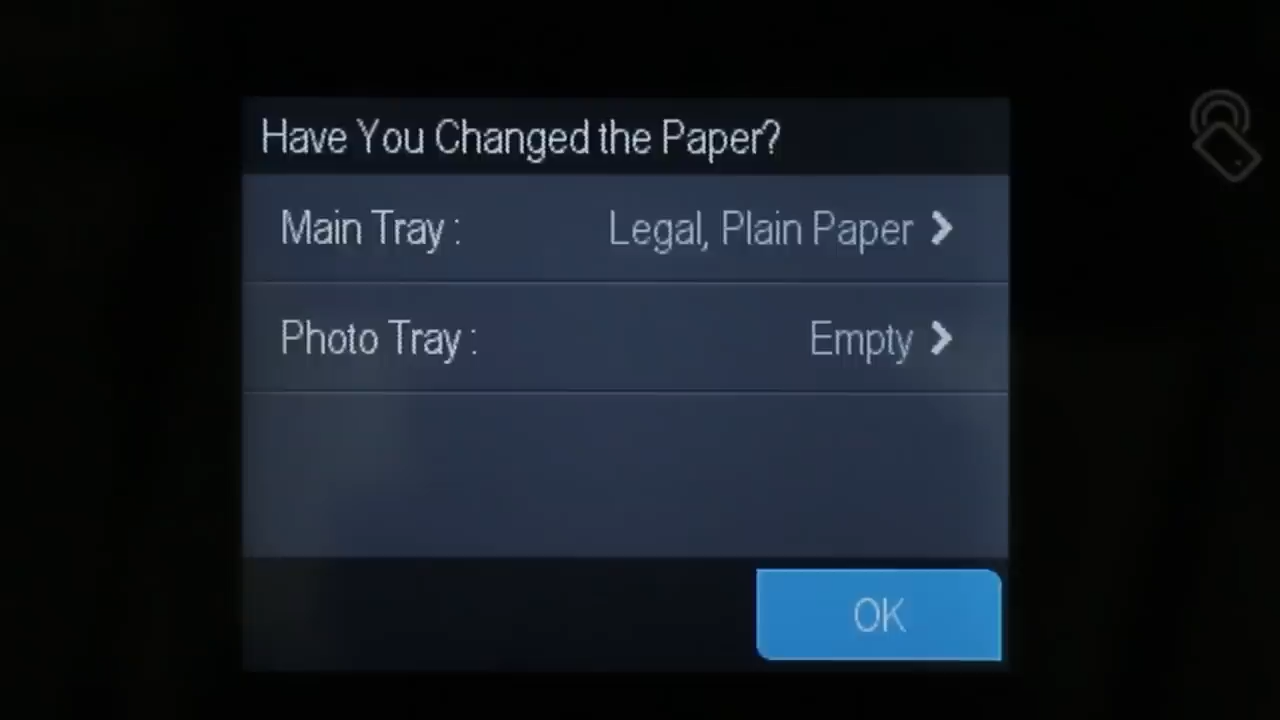 Have You Changed the Paper?
Main Tray : Legal, Plain Paper
Photo Tray : Empty
OK